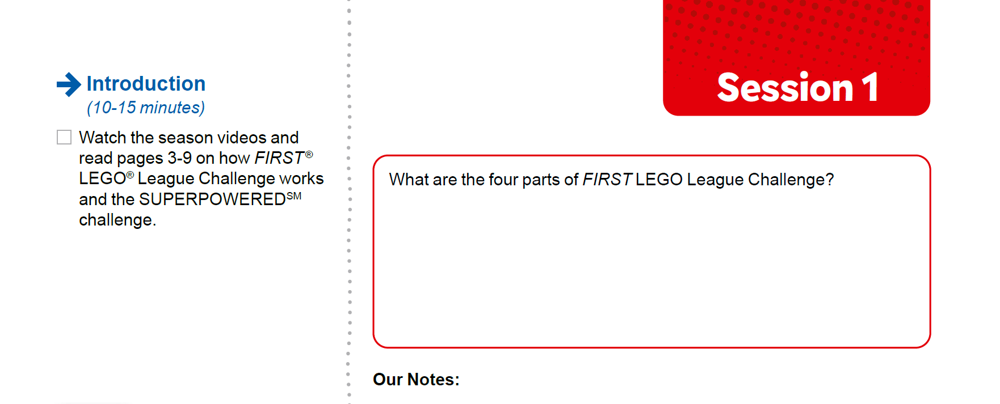 Introduction
(10-15 minutes)
Watch the season videos and
read pages 3-9 on how FIRST®
LEGO® League Challenge works
and the SUPERPOWERED℠
challenge.
Session 1
What are the four parts of FIRST LEGO League Challenge?
Our Notes: